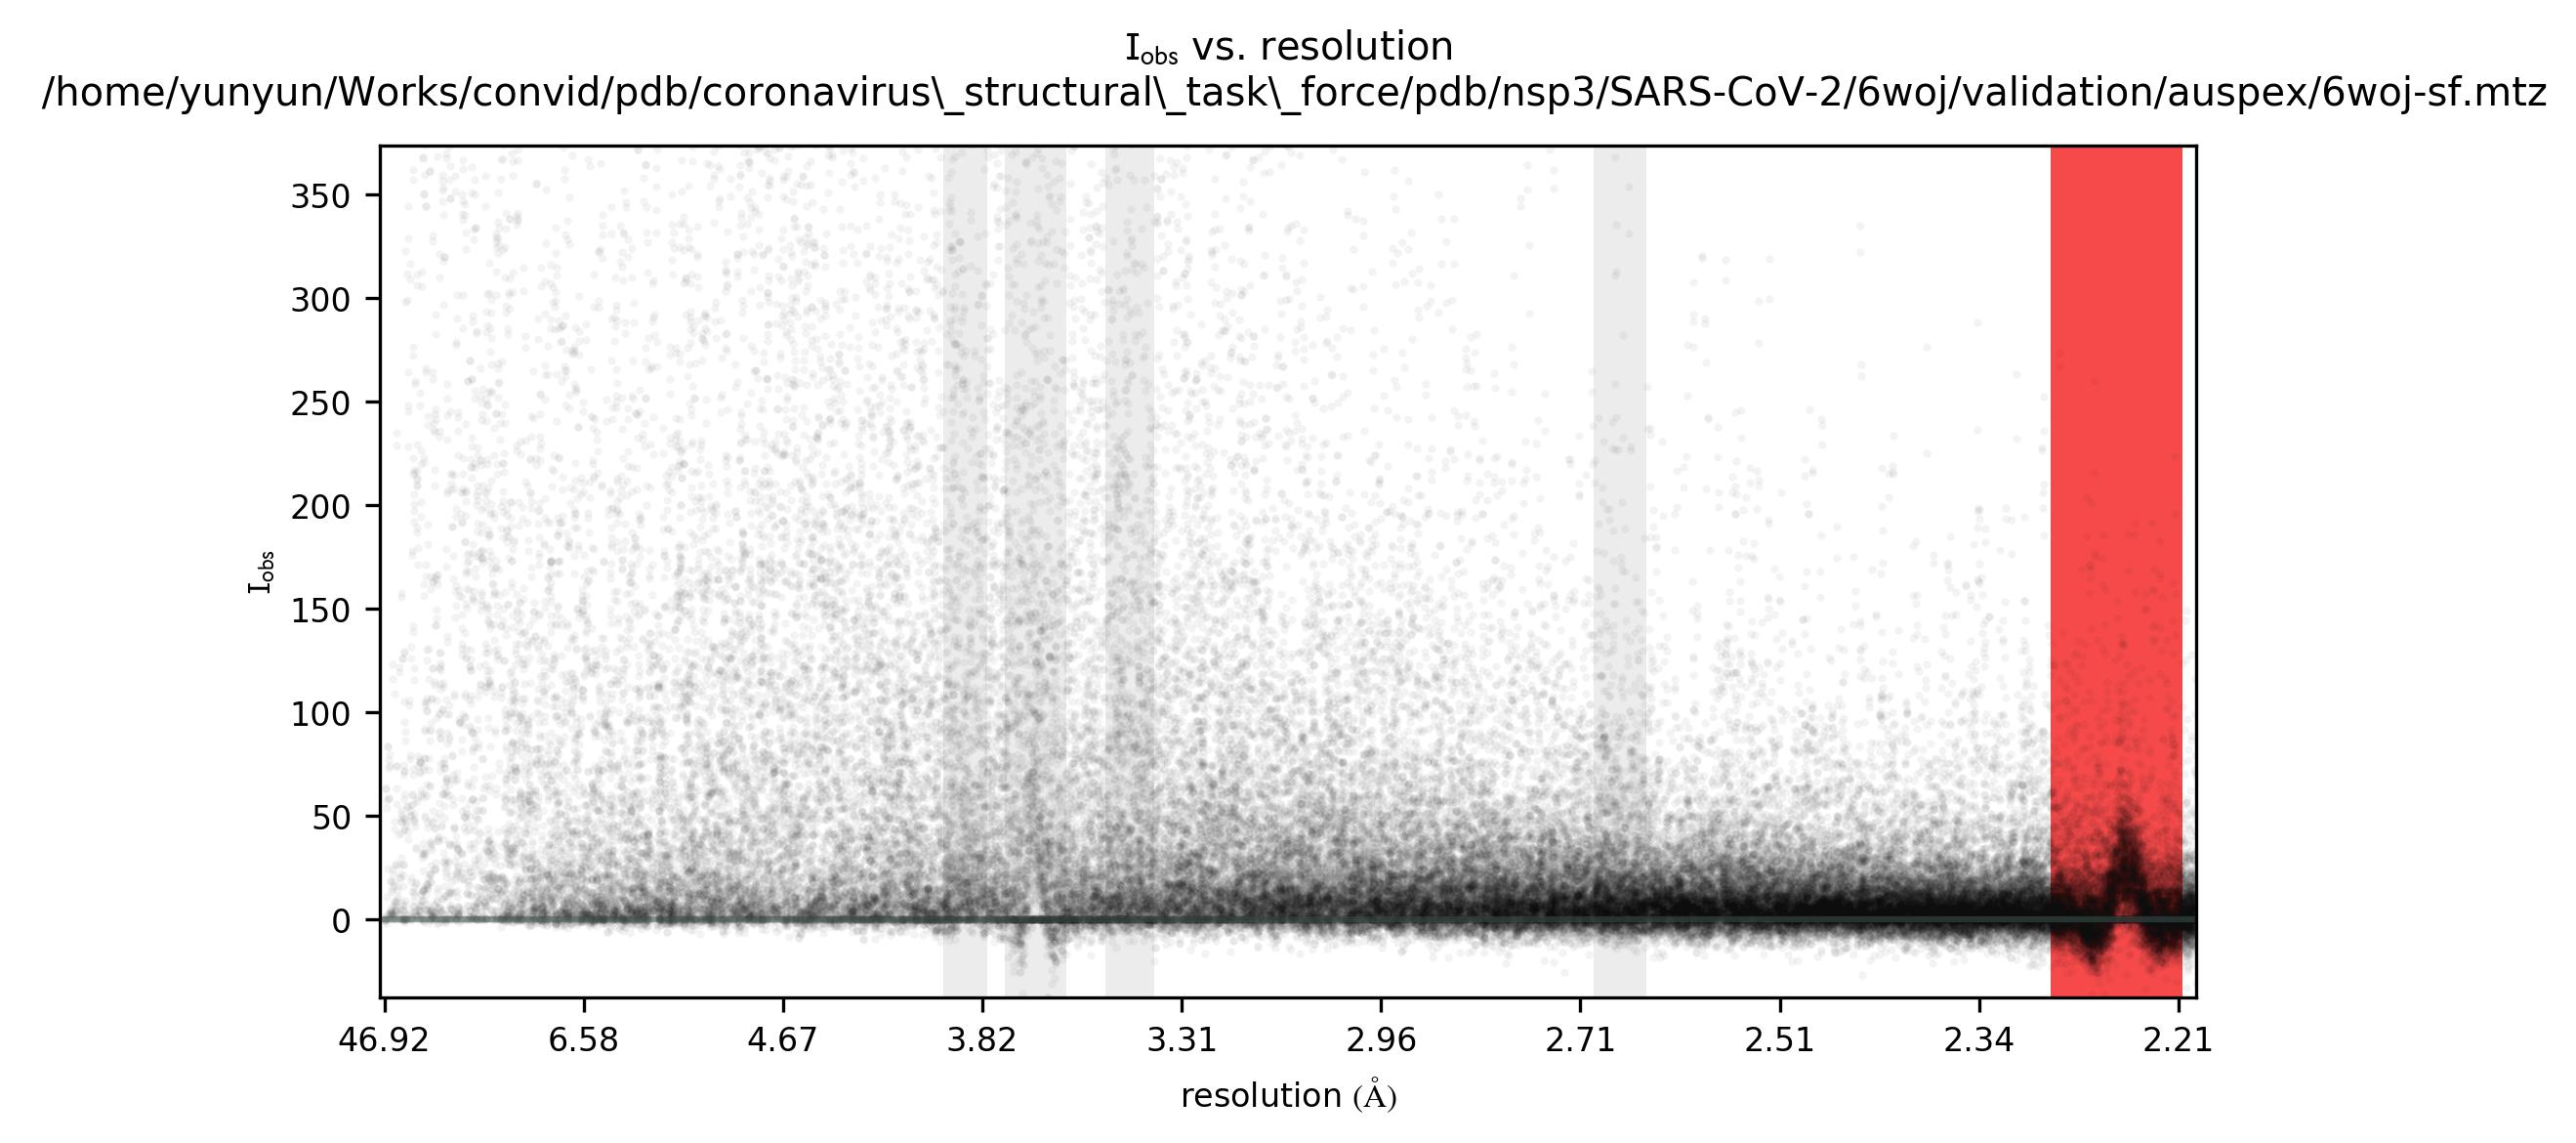 Iobs vs. resolution
/home/yunyun/Works/convid/pdb/coronavirus\_structural\_task\_force/pdb/nsp3/SARS-CoV-2/6woj/validation/auspex/6woj-sf.mtz
350
300
250
200
150
100
50
0
Iobs
46.92 6.58 4.67 3.82 3.31 2.96 2.71 2.51 2.34 2.21
resolution (Å)